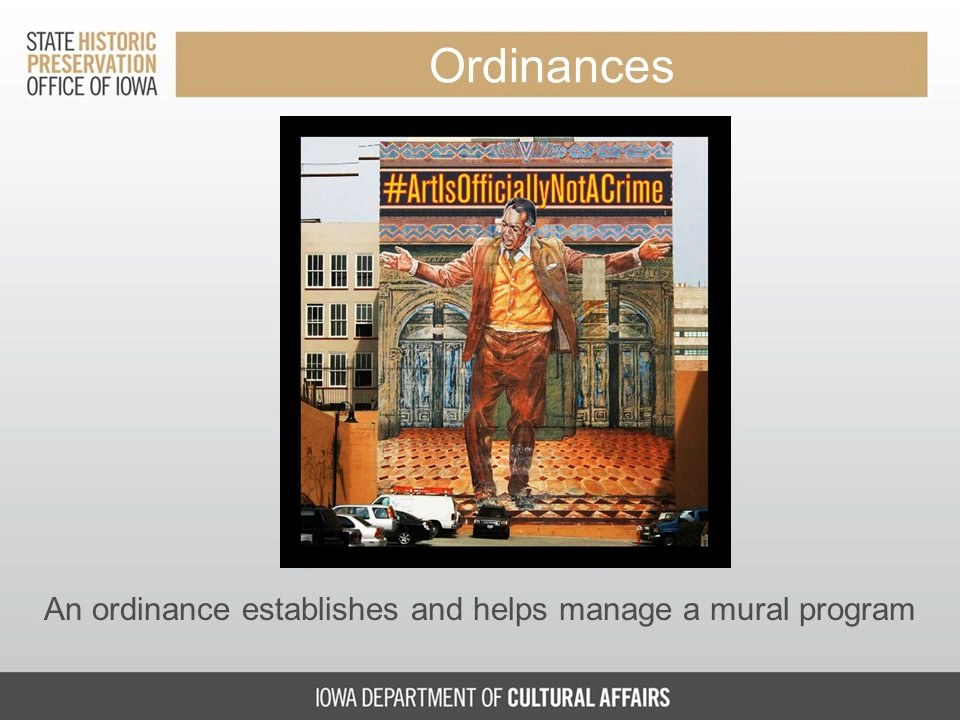 STATE HISTORIC
PRESERVATION
OFFICE OF IOWA
Ordinances
#ArtIsOfficiallyNotACrime
An ordinance establishes and helps manage a mural program
IOWA DEPARTMENT OF CULTURAL AFFAIRS